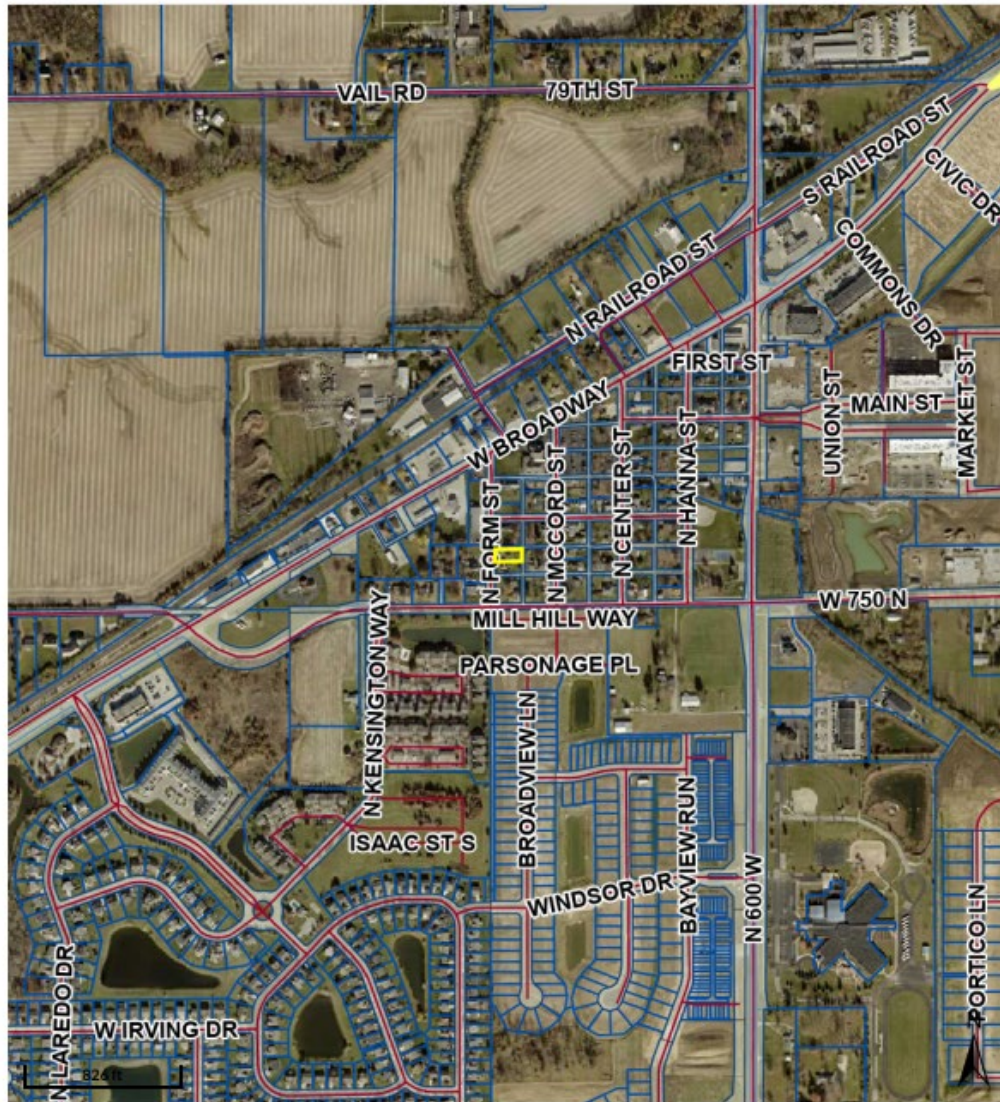 VAIL RD
79TH ST
S RAILROAD ST
CIVIC DR
COMMONS DR
N RAILROAD ST
FIRST ST
W BROADWAY
MAIN ST
UNION ST
MARKET ST
N FORM ST
N MCCORD ST
N CENTER ST
N HANNA ST
W 750 N
MILL HILL WAY
PARSONAGE PL
N KENSINGTON WAY
BROADVIEW LN
BAYVIEW RUN
ISAAC ST S
WINDSOR DR
N 600 W
PORTICO LN
N LAREDO DR
W IRVING DR
826 ft